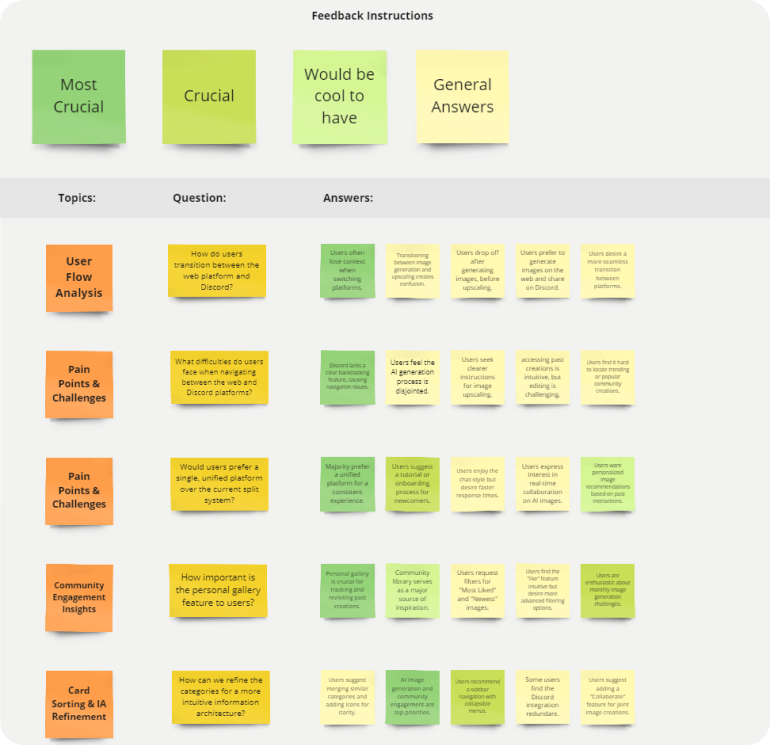 Feedback Instructions
Most
Crucial
Crucial
Would be
cool to
have
General
Answers
Topics:
Question:
Answers:
User
Flow
Analysis
How do users
transition between the
web platform and
Discord?
Users often
lose context
when
switching
platforms.
Transitioning
between image
generation and
upscaling creates
confusion.
Users drop off
after
generating
images, before
upscaling.
Users prefer to
generate
images on the
web and share
on Discord.
Users desire a
more seamless
transition
between
platforms.
Pain
Points &
Challenges
What difficulties do users
face when navigating
between the web and
Discord platforms?
Discord lacks a
clear backtracking
feature, causing
navigation issues.
Users feel the
AI generation
process is
disjointed.
Users seek
clearer
instructions
for image
upscaling.
accessing past
creations is
intuitive, but
editing is
challenging.
Users find it hard
to locate trending
or popular
community
creations.
Pain
Points &
Challenges
Would users prefer a
single, unified platform
over the current split
system?
Majority prefer
a unified
platform for a
consistent
experience.
Users suggest
a tutorial or
onboarding
process for
newcomers.
Users enjoy the
chat-style but
desire faster
response times.
Users express
interest in
real-time
collaboration
on AI images.
Users want
personalized
image
recommendations
based on past
interactions.
Community
Engagement
Insights
How important is
the personal gallery
feature to users?
Personal gallery
is crucial for
tracking and
revisiting past
creations.
Community
library serves
as a major
source of
inspiration.
Users request
filters for
"Most Liked"
and "Newest"
images.
Users find the
"like" feature
intuitive but
desire more
advanced filtering
options.
Users are
enthusiastic about
monthly image
generation
challenges.
Card
Sorting & IA
Refinement
How can we refine the
categories for a more
intuitive information
architecture?
Users suggest
merging similar
categories and
adding icons for
clarity.
AI image
generation and
community
engagement are
top priorities.
Users recommend
a sidebar
navigation with
collapsible
menus.
Some users
find the
Discord
integration
redundant.
Users suggest
adding a
"Collaborate"
feature for joint
image creations.